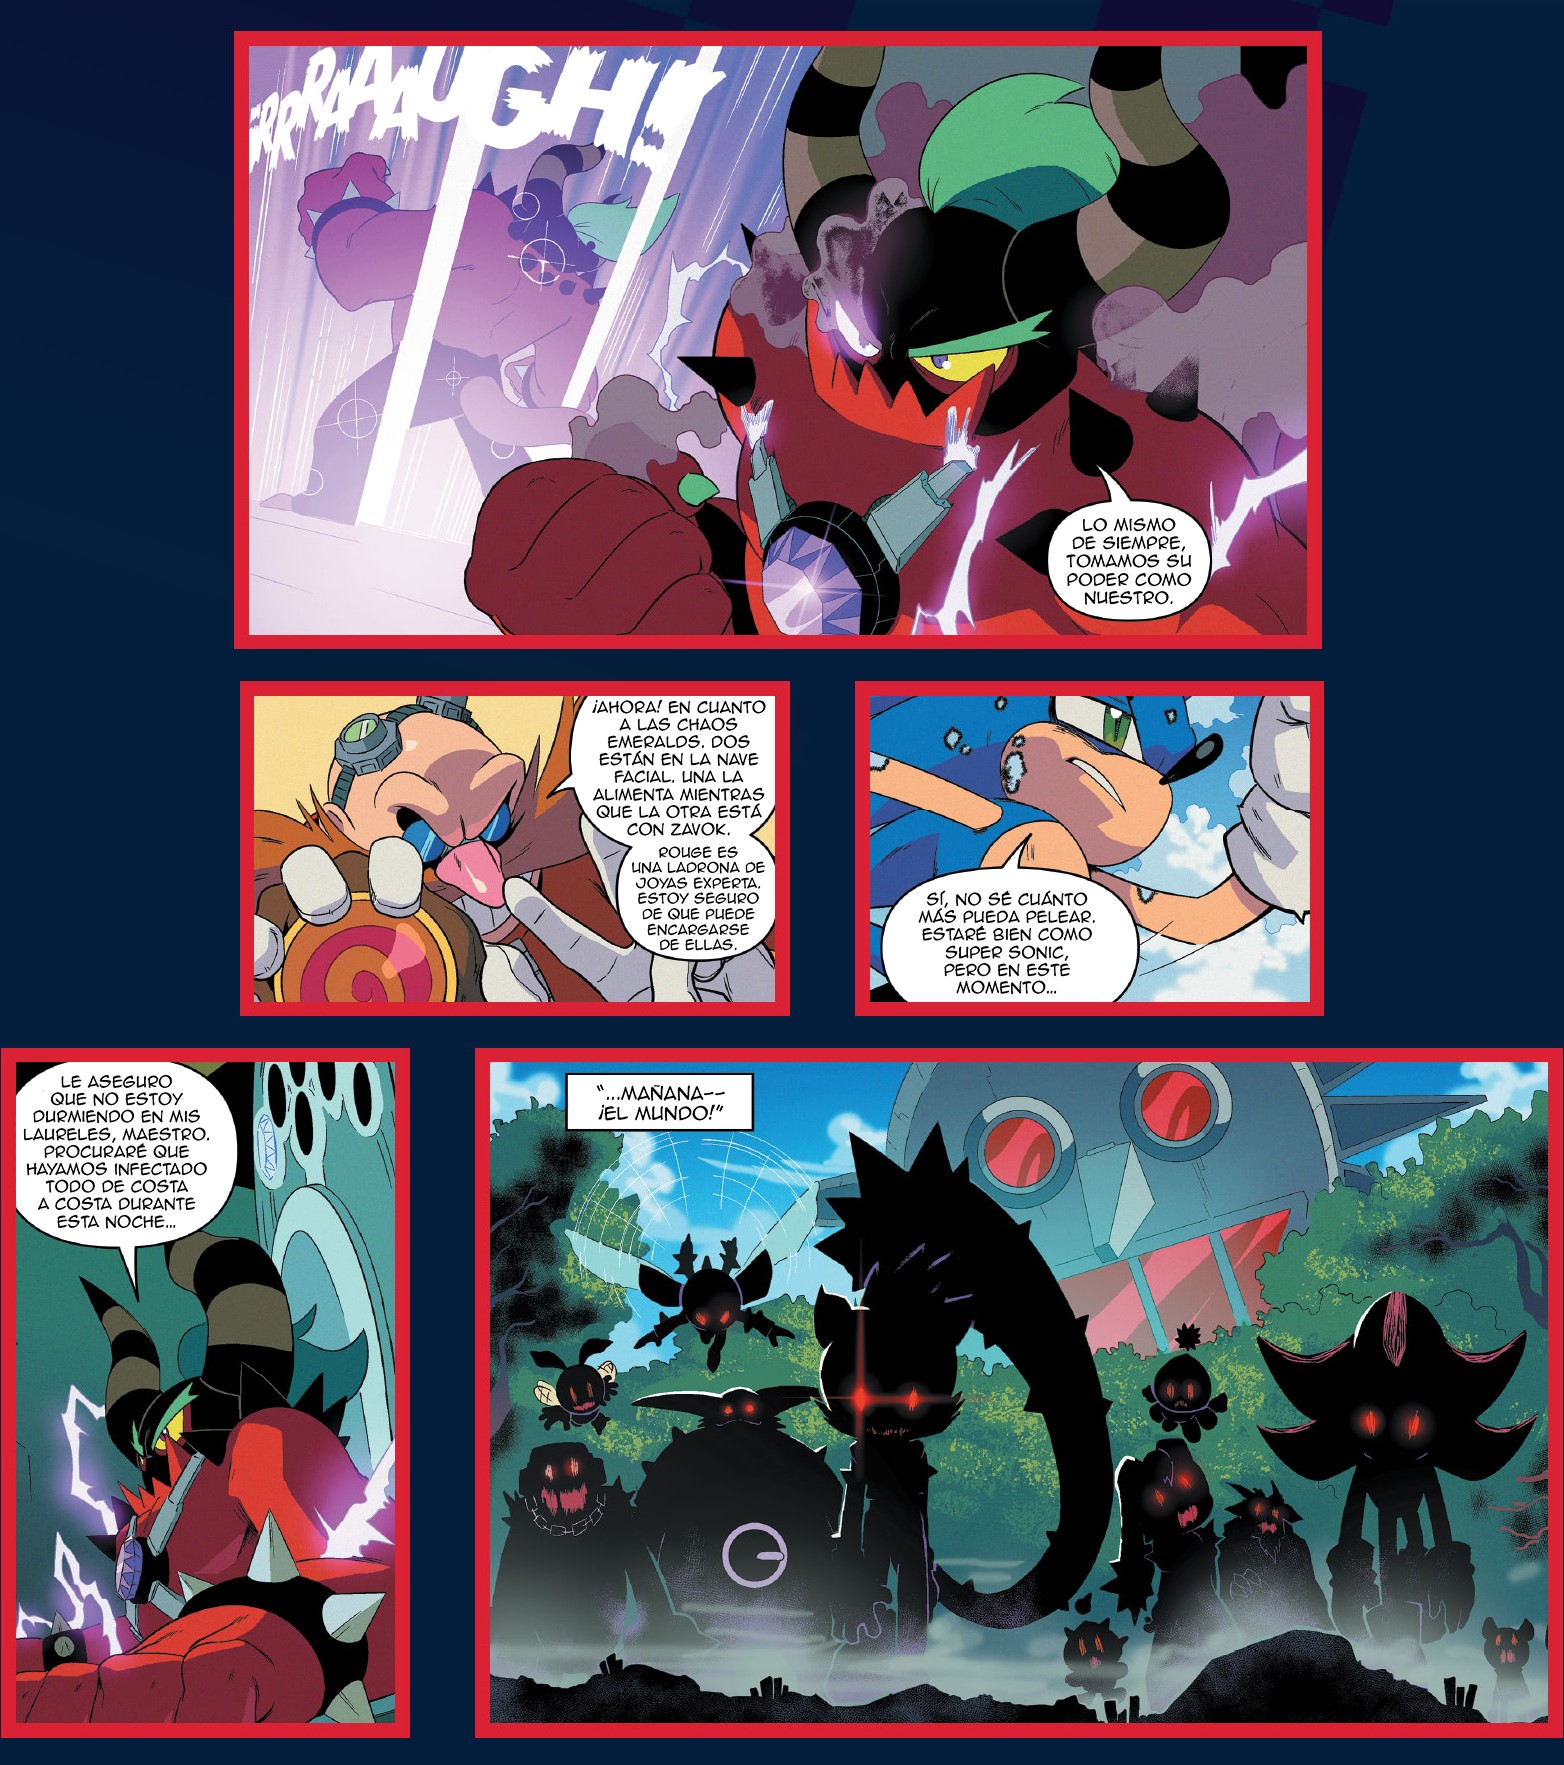 GRRRRAAAAUGH!!
LO MISMO
DE SIEMPRE,
TOMAMOS SU
PODER COMO
NUESTRO.
¡AHORA! EN CUANTO
A LAS CHAOS
EMERALDS. DOS
ESTÁN EN LA NAVE
FACIAL. UNA LA
ALIMENTA MIENTRAS
QUE LA OTRA ESTÁ
CON ZAVOK.
ROUGE ES
UNA LADRONA DE
JOYAS EXPERTA.
ESTOY SEGURO
DE QUE PUEDE
ENCARGARSE
DE ELLAS.
SÍ, NO SÉ CUÁNTO
MÁS PUEDA PELEAR.
ESTARÉ BIEN COMO
SUPER SONIC,
PERO EN ESTE
MOMENTO...
LE ASEGURO
QUE NO ESTOY
DURMIENDO EN MIS
LAURELES, MAESTRO.
PROCURARÉ QUE
HAYAMOS INFECTADO
TODO DE COSTA
A COSTA DURANTE
ESTA NOCHE...
"...MAÑANA--
¡EL MUNDO!"